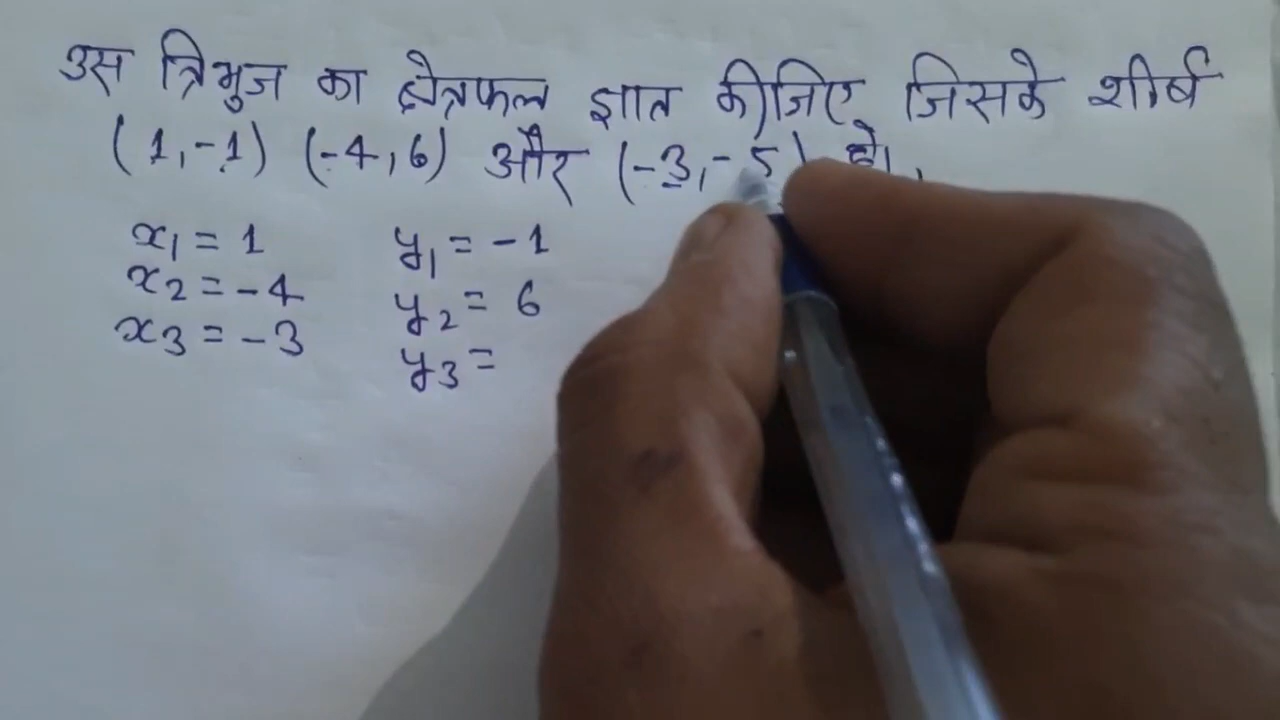 उस त्रिभुज का क्षेत्रफल ज्ञात कीजिए जिसके शीर्ष
(1,-1) (-4,6) और (-3,-5)
x₁ = 1 y₁ = -1
x₂ = -4 y₂ = 6
x₃ = -3 y₃ =